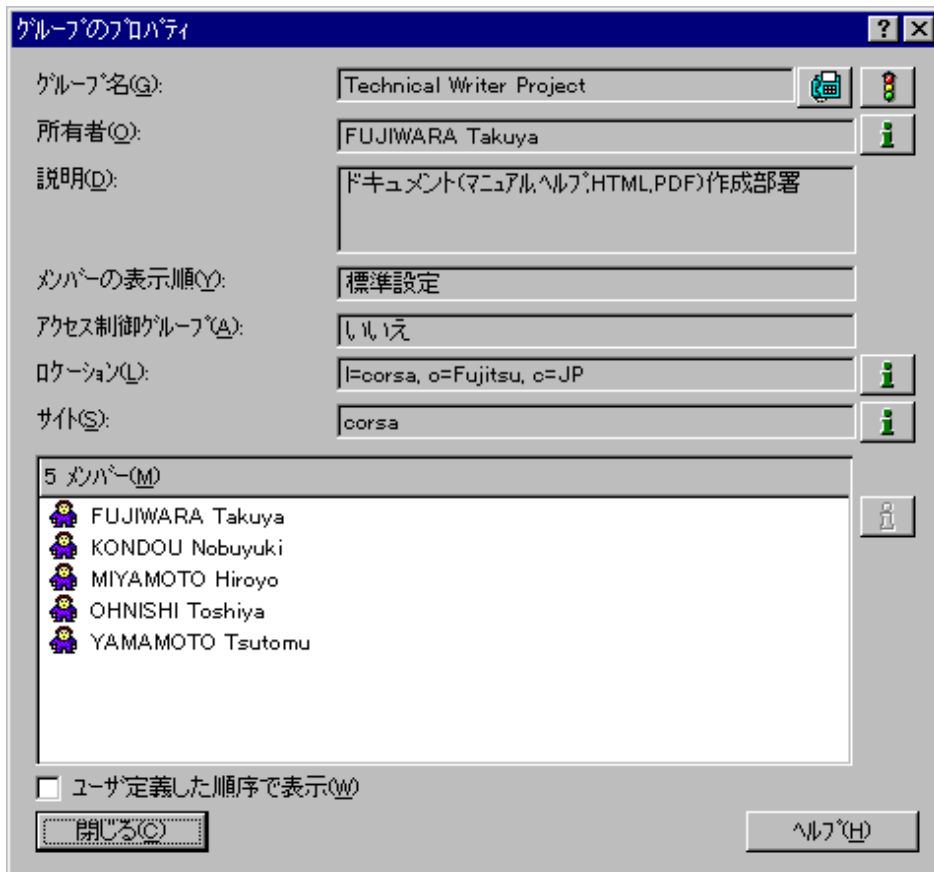 グループのプロパティ
グループ名(G): Technical Writer Project
所有者(O): FUJIWARA Takuya
説明(D): ドキュメント(マニュアル,ヘルプ,HTML,PDF)作成部署
メンバーの表示順(Y): 標準設定
アクセス制御グループ(A): いいえ
ロケーション(L): l=corsa, o=Fujitsu, c=JP
サイト(S): corsa
5 メンバー(M)
FUJIWARA Takuya
KONDOU Nobuyuki
MIYAMOTO Hiroyo
OHNISHI Toshiya
YAMAMOTO Tsutomu
ユーザ定義した順序で表示(W)
閉じる(C) ヘルプ(H)